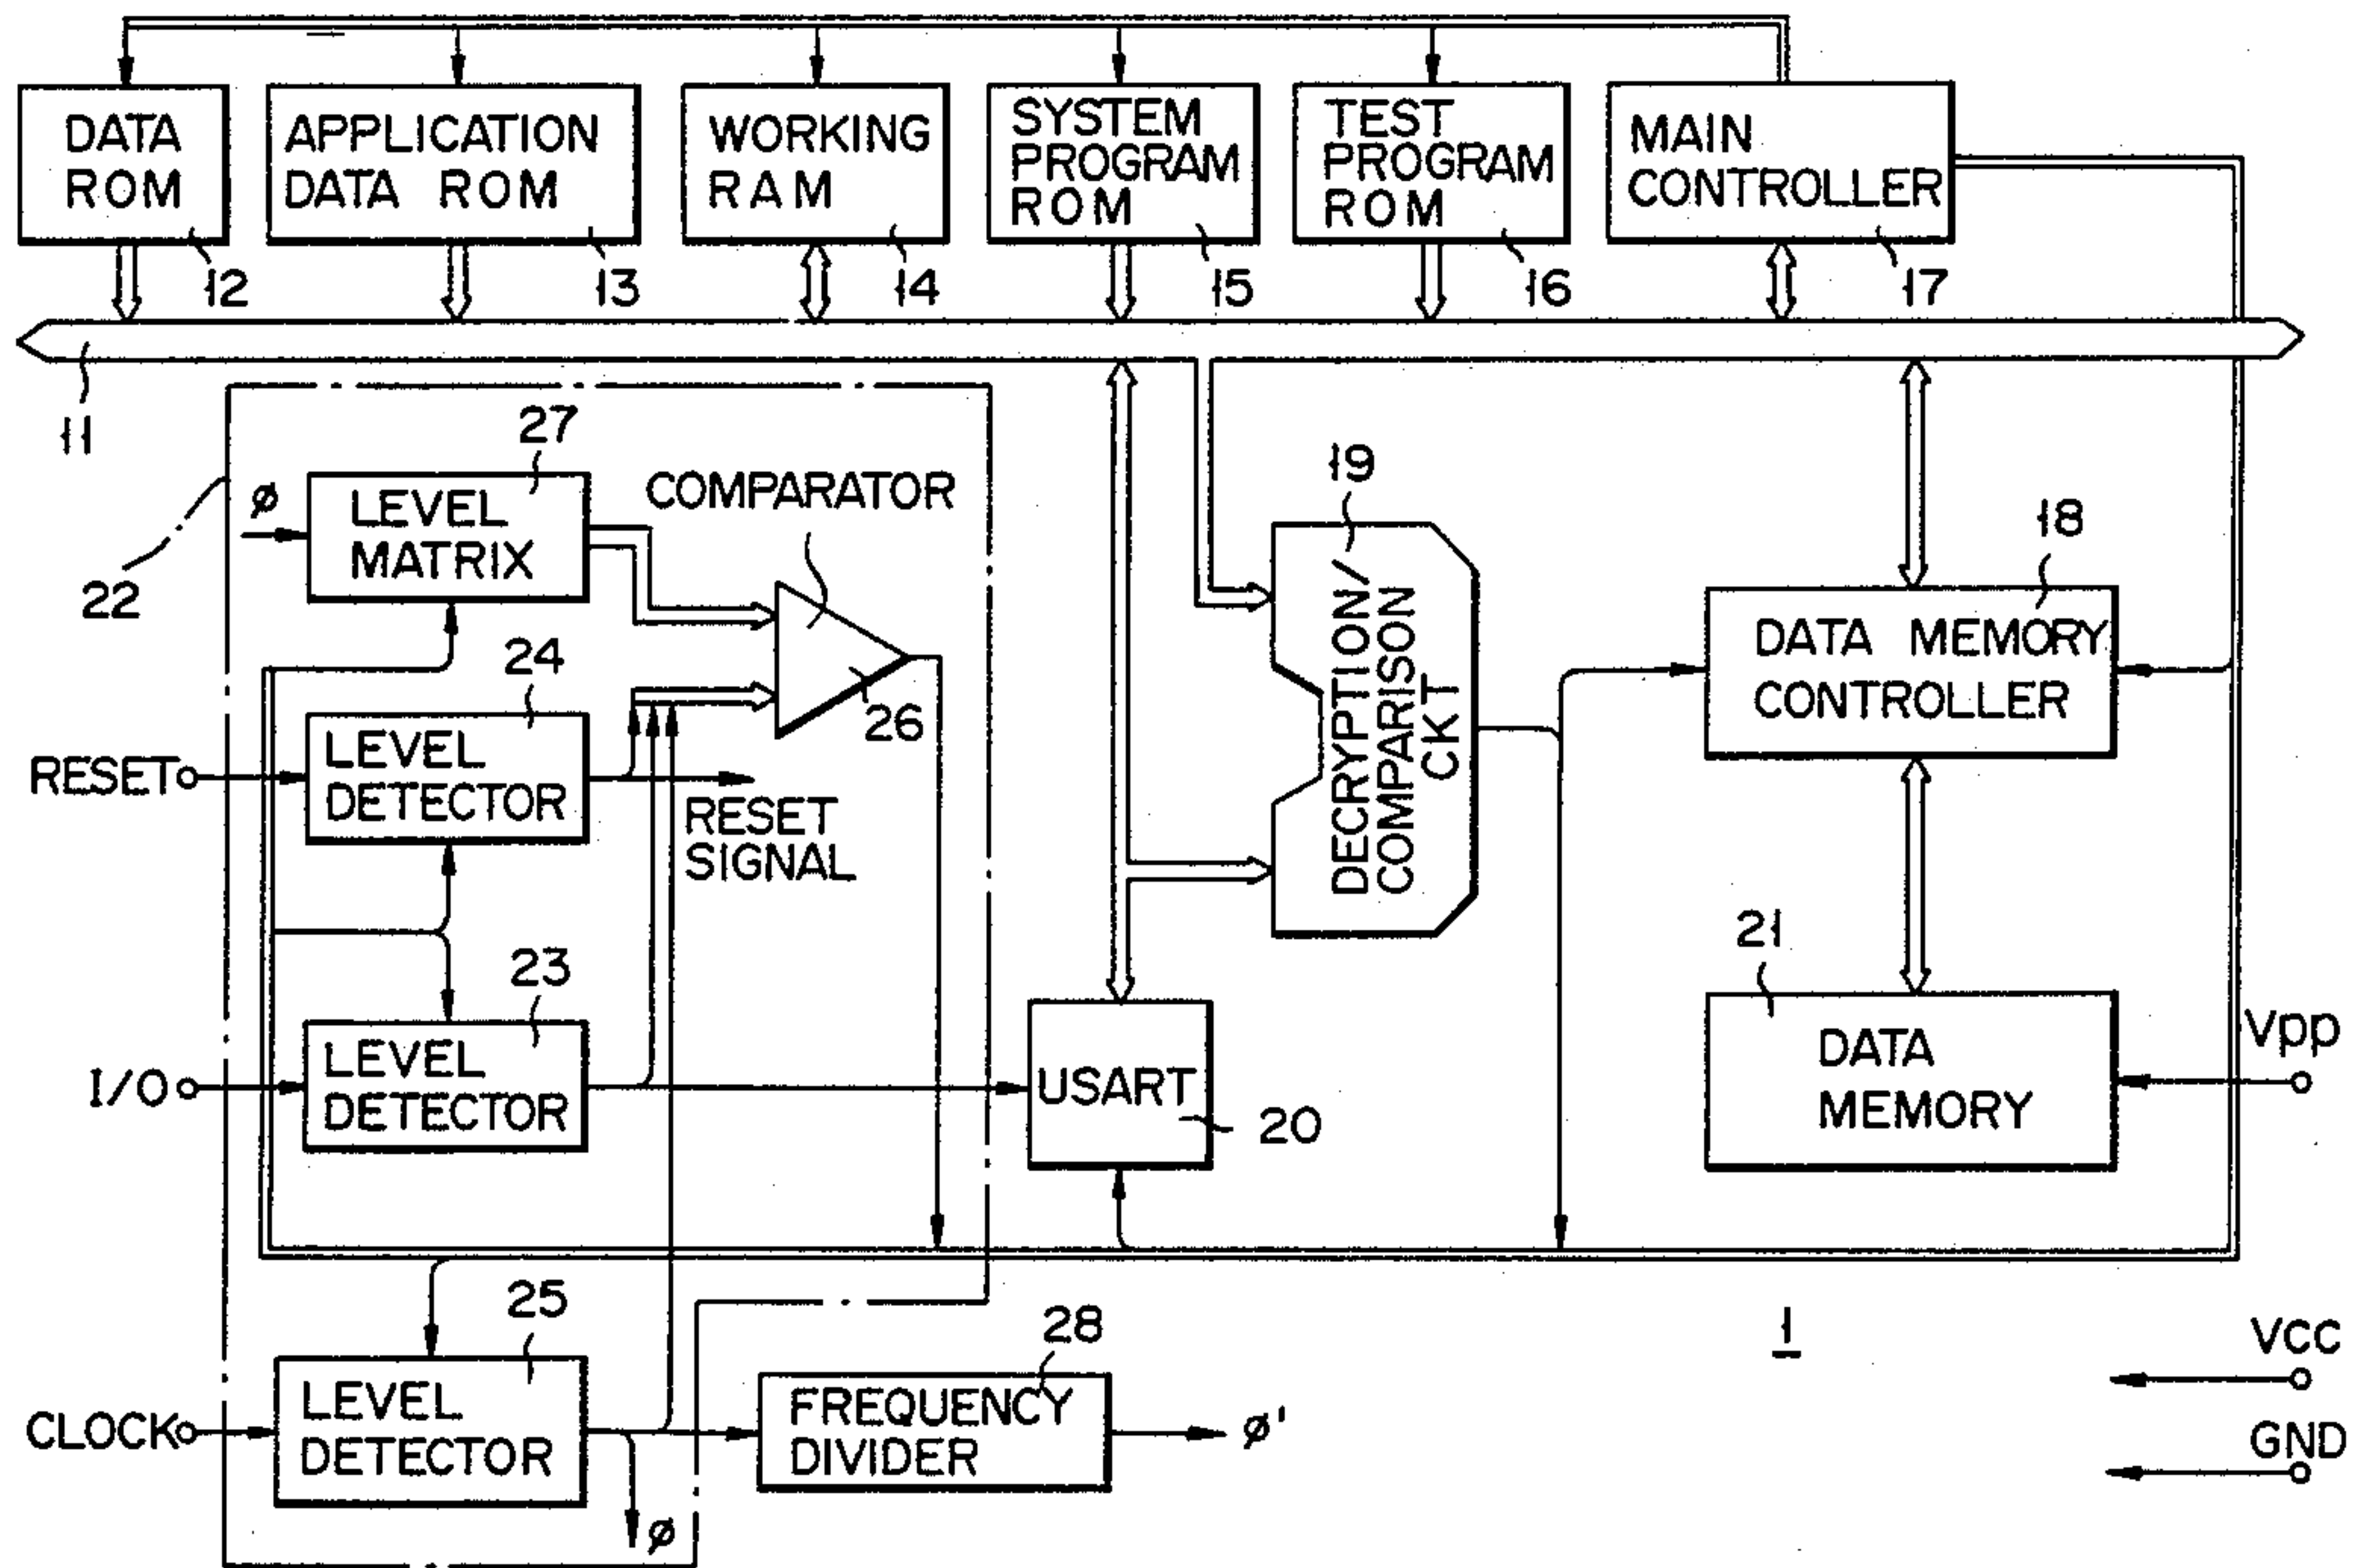 DATA
ROM
12
APPLICATION
DATA ROM
13
WORKING
RAM
14
SYSTEM
PROGRAM
ROM
15
TEST
PROGRAM
ROM
16
MAIN
CONTROLLER
17
11
22
27
φ
LEVEL
MATRIX
COMPARATOR
26
24
RESET
LEVEL
DETECTOR
RESET
SIGNAL
23
I/O
LEVEL
DETECTOR
19
DECRYPTION/
COMPARISON
CKT
18
DATA MEMORY
CONTROLLER
21
DATA
MEMORY
Vpp
USART
20
25
CLOCK
LEVEL
DETECTOR
φ
28
FREQUENCY
DIVIDER
φ'
1
VCC
GND